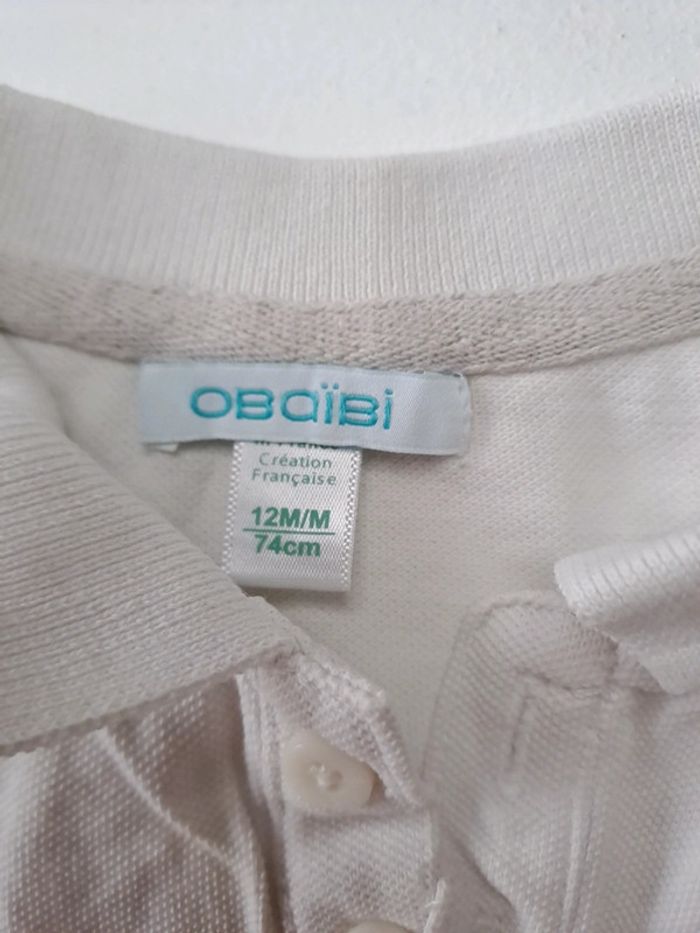 OBaïBi
Création
Française
12M/M
74cm